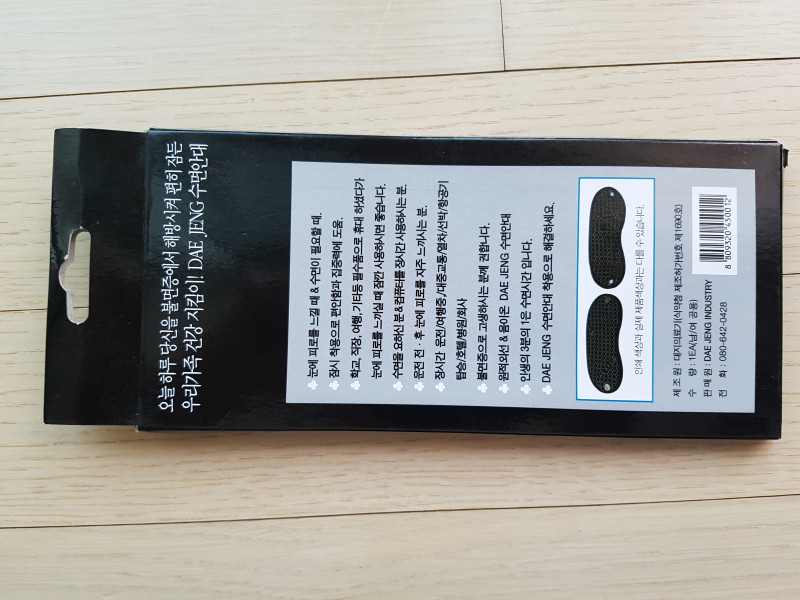 오늘 하루 당신을 불면증에서 해방시켜 편히 잠든
우리가족 건강 지킴이. DAE JENG 수면안대
눈에 피로를 느낄 때 & 수면이 필요할 때.
잠시 착용으로 편안함과 집중력에 도움.
학교, 직장, 여행, 기타등 필수품으로 휴대 하셨다가
눈에 피로를 느끼실 때 잠깐 사용하시면 좋습니다.
수면을 요하신 분&컴퓨터를 장시간 사용하시는 분.
운전 전·후 눈에 피로를 자주 느끼시는 분.
장시간 운전/여행중/대중교통/열차/선박/항공기
탑승/호텔/병원/회사
불면증으로 고생하시는 분께 권합니다.
원적외선 & 음이온 DAE JENG 수면안대
인생의 3분의 1은 수면시간 입니다.
DAE JENG 수면안대 착용으로 해결하세요.
인쇄 색상과 실제 제품색상과는 다를 수 있습니다.
제 조 원 : 대지의료기(식약청 제조허가번호 제1690호)
수 량 : 1EA(남/여 공용)
판 매 원 : DAE JENG INDUSTRY
전 화 : 080-642-0428
8 809320 450012